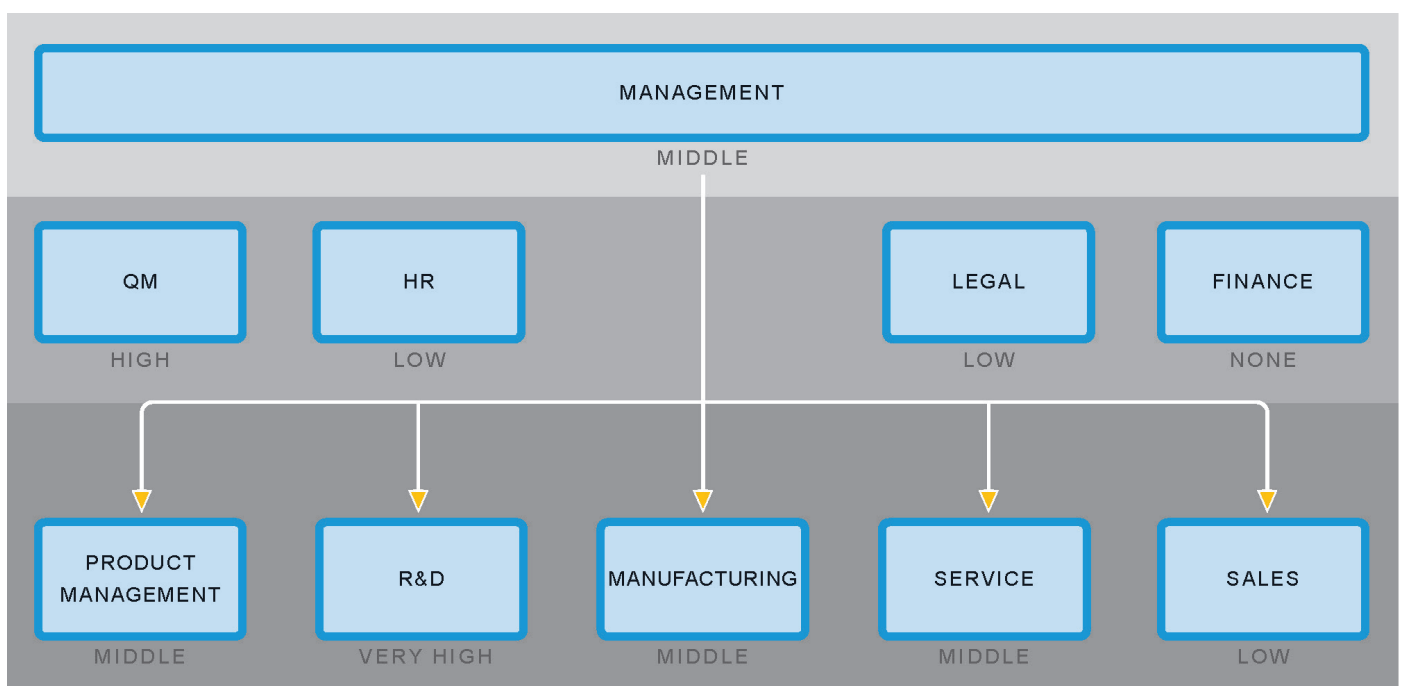 MANAGEMENT
MIDDLE
QM
HR
LEGAL
FINANCE
HIGH
LOW
LOW
NONE
PRODUCT
MANAGEMENT
R&D
MANUFACTURING
SERVICE
SALES
MIDDLE
VERY HIGH
MIDDLE
MIDDLE
LOW